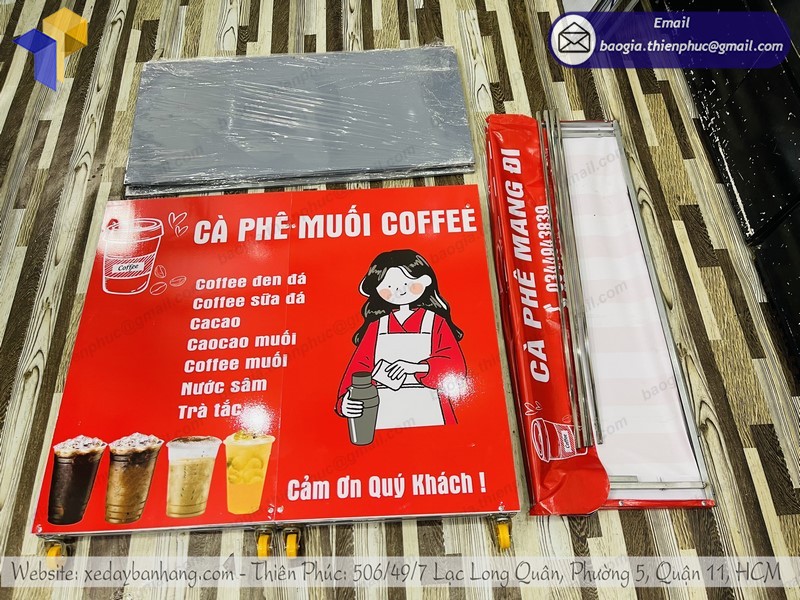 Email
baogia.thienphuc@gmail.com
CÀ PHÊ MUỐI COFFEE
Coffee
Coffee đen đá
Coffee sữa đá
Cacao
Caocao muối
Coffee muối
Nước sâm
Trà tắc
Cảm Ơn Quý Khách !
CÀ PHÊ MANG ĐI
0344943839
Coffee
Website: xedaybanhang.com - Thiên Phúc: 506/49/7 Lạc Long Quân, Phường 5, Quận 11, HCM